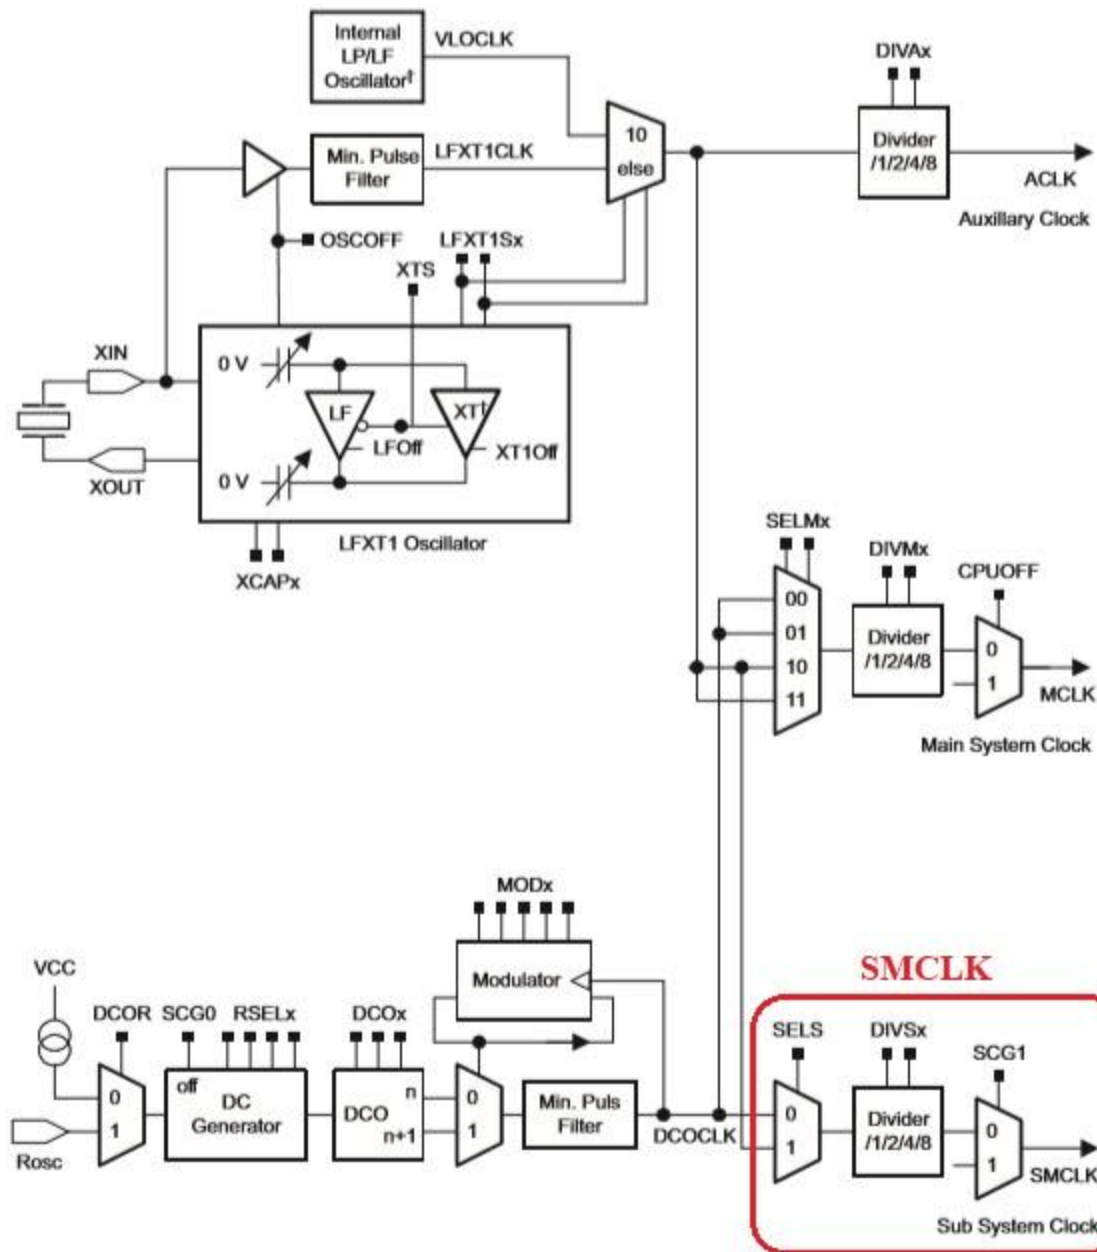 Internal
LP/LF
Oscillator†
VLOCLK
DIVAx
10
else
Min. Pulse
Filter
LFXT1CLK
Divider
/1/2/4/8
ACLK
Auxillary Clock
OSCOFF
LFXT1Sx
XTS
XIN
0 V
LF
XT†
LFOff
XT1Off
0 V
XOUT
LFXT1 Oscillator
XCAPx
SELMx
DIVMx
CPUOFF
00
01
10
11
Divider
/1/2/4/8
0
1
MCLK
Main System Clock
MODx
Modulator
SMCLK
VCC
DCOR
SCG0
RSELx
DCOx
SELS
DIVSx
SCG1
0
1
off
DC
Generator
DCO
n
n+1
0
1
Min. Puls
Filter
DCOCLK
0
1
Divider
/1/2/4/8
0
1
SMCLK
Rosc
Sub System Clock